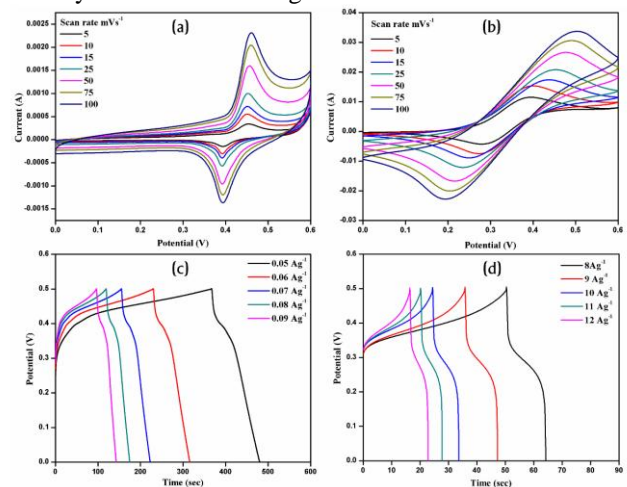 (a)
Scan rate mVs⁻¹
5
10
15
25
50
75
100
Current (A)
0.0025
0.0020
0.0015
0.0010
0.0005
0.0000
0.0005
0.0010
0.0015
0.0 0.1 0.2 0.3 0.4 0.5 0.6
Potential (V)
(b)
Scan rate mVs⁻¹
5
10
15
25
50
75
100
Current (A)
0.04
0.03
0.02
0.01
0.00
-0.01
-0.02
-0.03
0.0 0.1 0.2 0.3 0.4 0.5 0.6
Potential (V)
(c)
0.05 Ag⁻¹
0.06 Ag⁻¹
0.07 Ag⁻¹
0.08 Ag⁻¹
0.09 Ag⁻¹
Potential (V)
0.6
0.5
0.4
0.3
0.2
0.0
0 100 200 300 400 500 600
Time (sec)
(d)
8Ag⁻¹
9 Ag⁻¹
10 Ag⁻¹
11 Ag⁻¹
12 Ag⁻¹
Potential (V)
0.6
0.5
0.4
0.3
0.2
0.1
0.0
0 10 20 30 40 50 60 70 80 90
Time (sec)